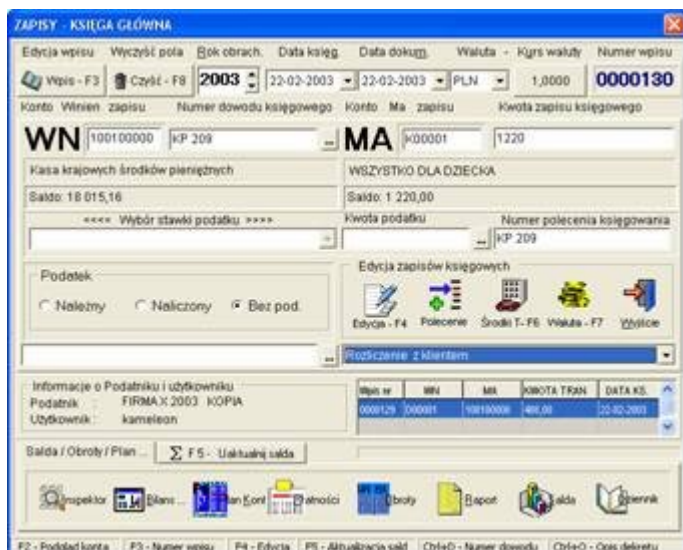 ZAPISY - KSIĘGA GŁÓWNA
Edycja wpisu Wyczyść pola Rok obrach. Data księg. Data dokum. Waluta - Kurs waluty Numer wpisu
Wpis - F3 Czyść - F8 2003 22-02-2003 22-02-2003 PLN 1,0000 0000130
Konto Winien zapisu Numer dowodu księgowego Konto Ma zapisu Kwota zapisu księgowego
WN 100100000 KP 209 ... MA K00001 1220
Kasa krajowych środków pieniężnych WSZYSTKO DLA DZIECKA
Saldo: 18 015,16 Saldo: 1 220,00
<<<< Wybór stawki podatku >>>> Kwota podatku Numer polecenia księgowania
... KP 209
Podatek Edycja zapisów księgowych
Należny Naliczony Bez pod.
Edycja - F4 Polecenie Środki T- F6 Waluta - F7 Wyjście
... Rozliczenie z klientem
Informacje o Podatniku i użytkowniku
Podatnik : FIRMA X 2003 KOPIA
Użytkownik : kameleon
Wpis nr WN MA KWOTA TRAN DATA KS.
0000129 D00001 100100000 488,00 22-02-2003
Salda / Obroty / Plan ... Σ F5 - Uaktualnij salda
Inspektor Bilans ... Plan Kont Płatności Obroty Raport Salda Dziennik
F2 - Podgląd konta F3 - Numer wpisu F4 - Edycja F5 - Aktualizacja sald Ctrl+D - Numer dowodu Ctrl+O - Opis dekretu